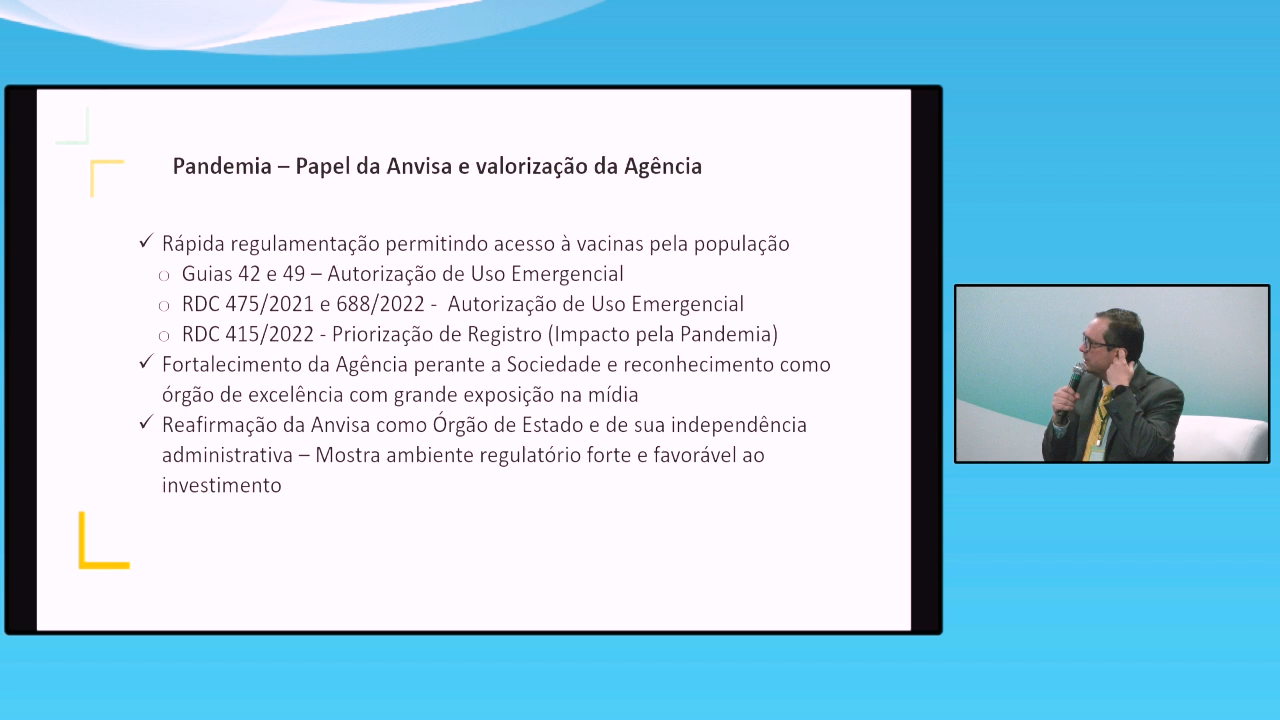 Pandemia – Papel da Anvisa e valorização da Agência
✓ Rápida regulamentação permitindo acesso à vacinas pela população
○ Guias 42 e 49 – Autorização de Uso Emergencial
○ RDC 475/2021 e 688/2022 - Autorização de Uso Emergencial
○ RDC 415/2022 - Priorização de Registro (Impacto pela Pandemia)
✓ Fortalecimento da Agência perante a Sociedade e reconhecimento como
órgão de excelência com grande exposição na mídia
✓ Reafirmação da Anvisa como Órgão de Estado e de sua independência
administrativa – Mostra ambiente regulatório forte e favorável ao
investimento